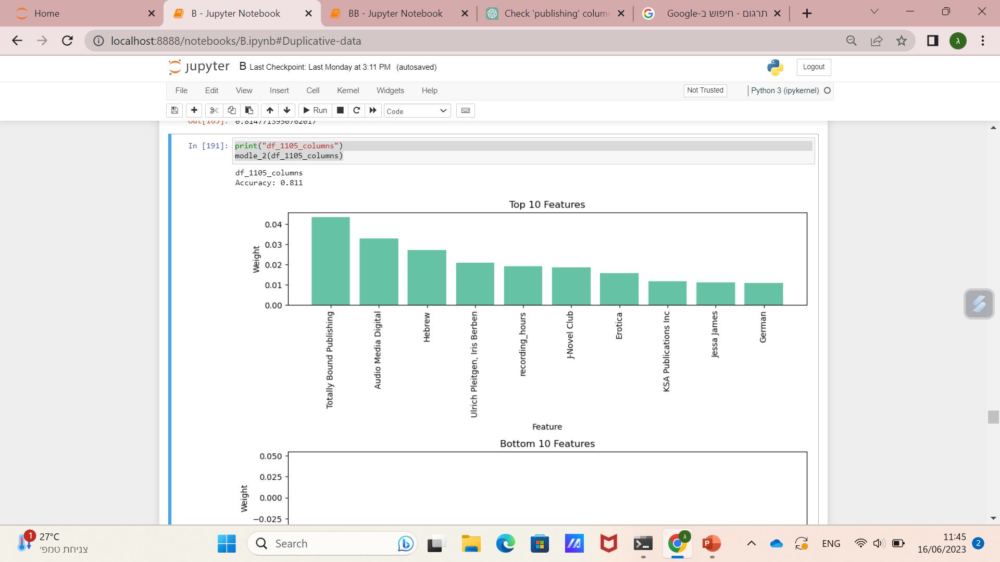 Home
B - Jupyter Notebook
BB - Jupyter Notebook
Check 'publishing' colum
תרגום - חיפוש ב-Google
localhost:8888/notebooks/B.ipynb#Duplicative-data
ג
jupyter B Last Checkpoint: Last Monday at 3:11 PM (autosaved)
Logout
File Edit View Insert Cell Kernel Widgets Help
Not Trusted
Python 3 (ipykernel)
Run
Code
Out[165]: 0.8147713950762017
In [191]: print("df_1105_columns")
modle_2(df_1105_columns)
df_1105_columns
Accuracy: 0.811
Top 10 Features
Weight
0.04
0.03
0.02
0.01
0.00
Totally Bound Publishing
Audio Media Digital
Hebrew
Ulrich Pleitgen, Iris Berben
recording_hours
J-Novel Club
Erotica
KSA Publications Inc
Jessa James
German
Feature
Bottom 10 Features
Weight
0.050
0.025
0.000
−0.025
1
27°C
צניחת טמפ׳
Search
ג
P
ENG
11:45
16/06/2023
2